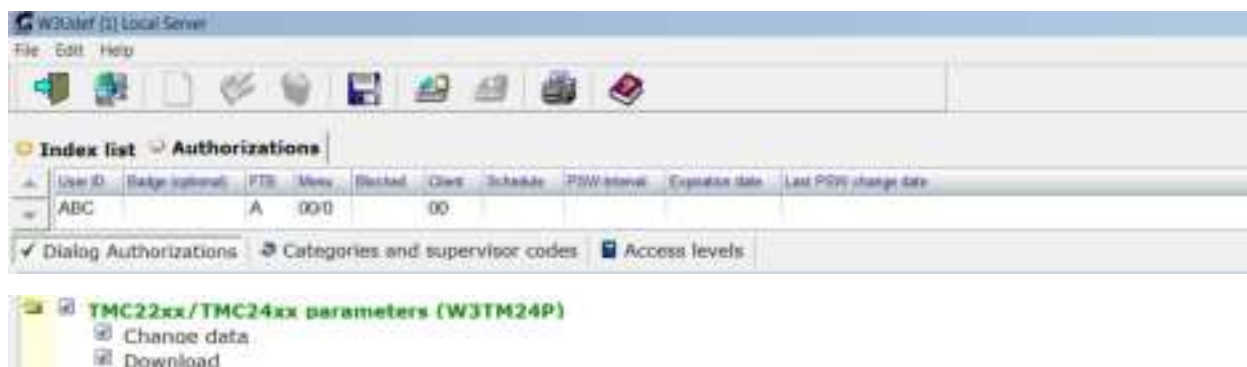 W3Udef (1) Local Server
File Edit Help
Index list Authorizations
User ID Badge (optional) PTB Menu Blocked Client Schedule PSW interval Expiration date Last PSW change date
ABC A 00/0 00
Dialog Authorizations Categories and supervisor codes Access levels
TMC22xx/TMC24xx parameters (W3TM24P)
Change data
Download